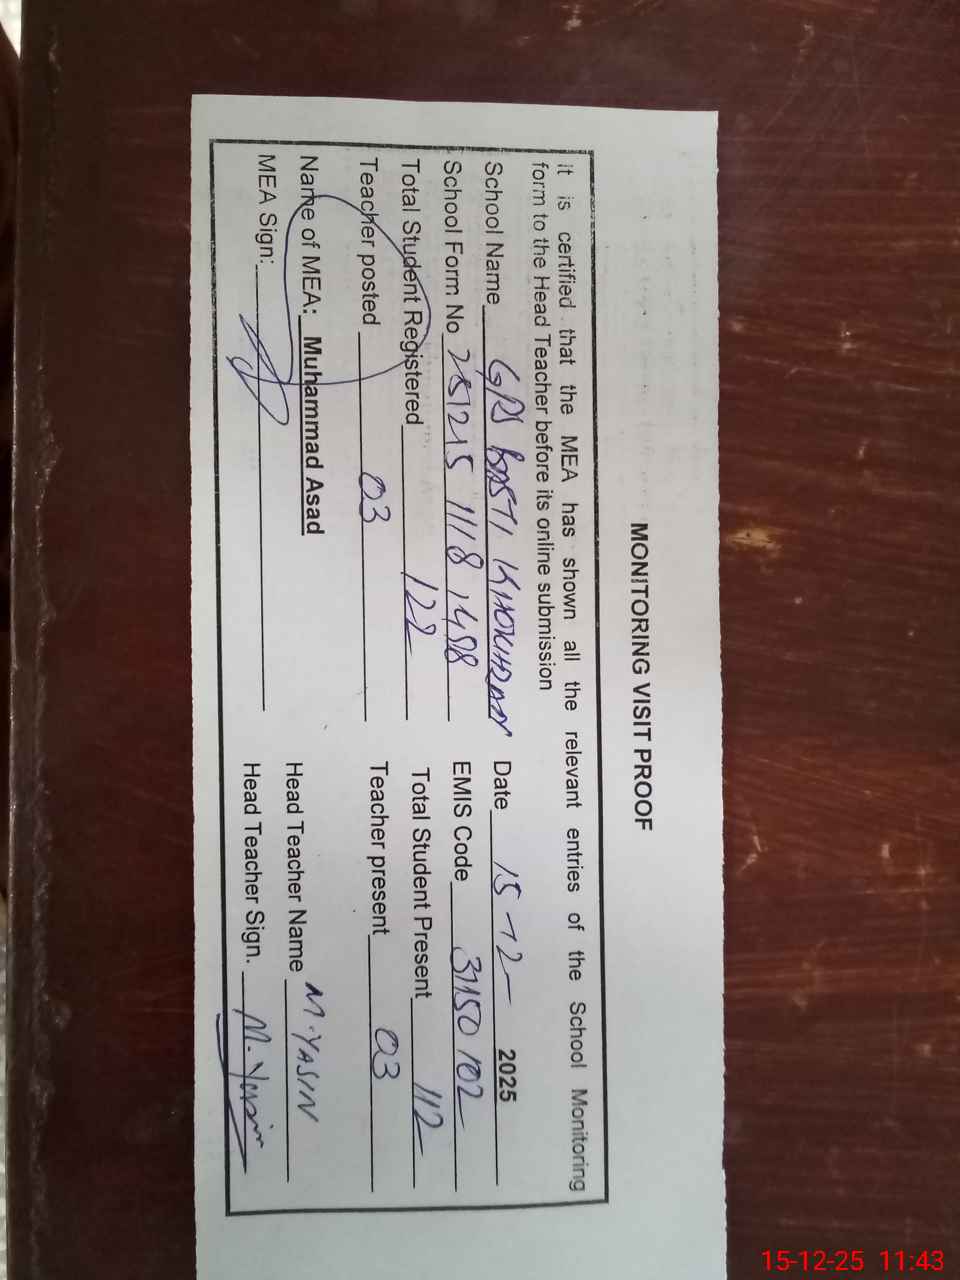 MONITORING VISIT PROOF
it is certified that the MEA has shown all the relevant entries of the School Monitoring
form to the Head Teacher before its online submission
School Name GPS BASTI KHOKHRAN Date 15-12- 2025
School Form No 251215 1118 1488 EMIS Code 31150102
Total Student Registered 122 Total Student Present 112
Teacher posted 03 Teacher present 03
Name of MEA: Muhammad Asad Head Teacher Name M.YASIN
MEA Sign: Head Teacher Sign. M.Yasin
15-12-25 11:43